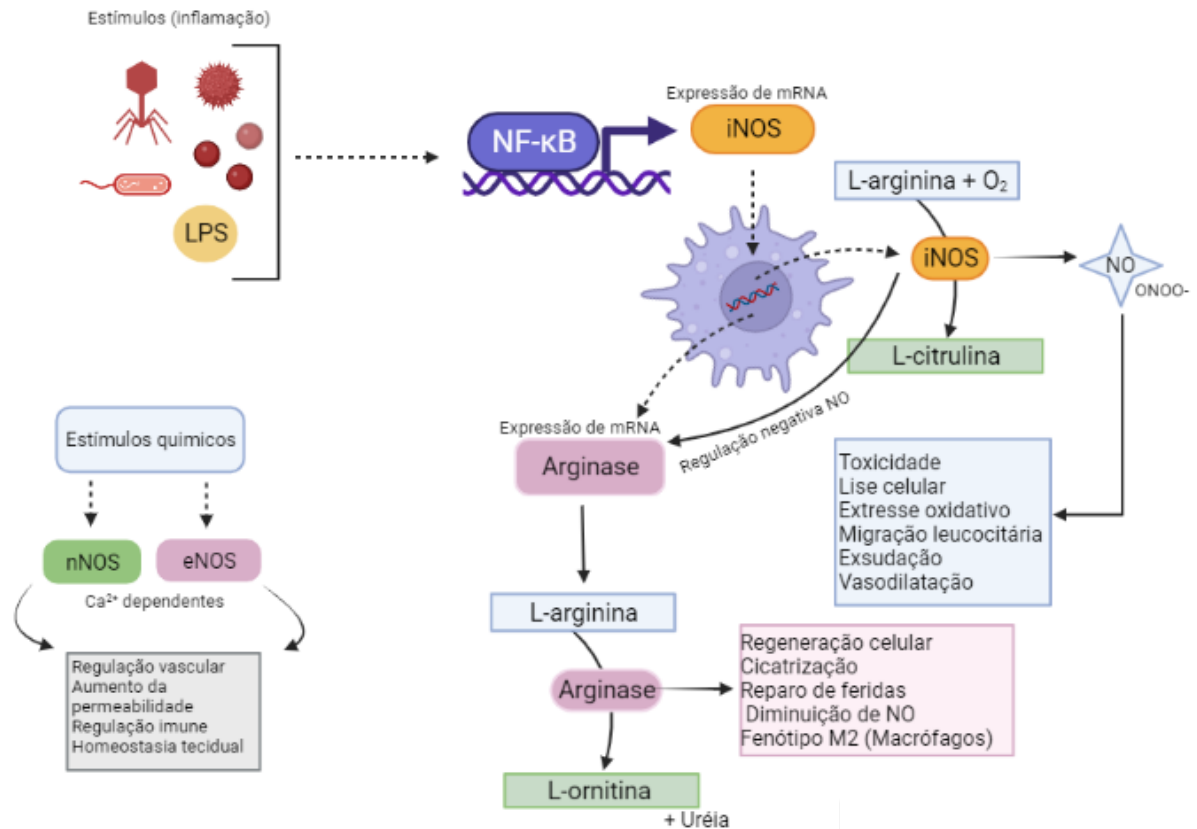 Estímulos (inflamação)
LPS
NF-κB
Expressão de mRNA
iNOS
L-arginina + O₂
iNOS
NO
ONOO-
L-citrulina
Regulação negativa NO
Expressão de mRNA
Arginase
Toxicidade
Lise celular
Extresse oxidativo
Migração leucocitária
Exsudação
Vasodilatação
Estímulos quimicos
nNOS
eNOS
Ca²⁺ dependentes
Regulação vascular
Aumento da
permeabilidade
Regulação imune
Homeostasia tecidual
L-arginina
Arginase
Regeneração celular
Cicatrização
Reparo de feridas
Diminuição de NO
Fenótipo M2 (Macrófagos)
L-ornitina
+ Uréia